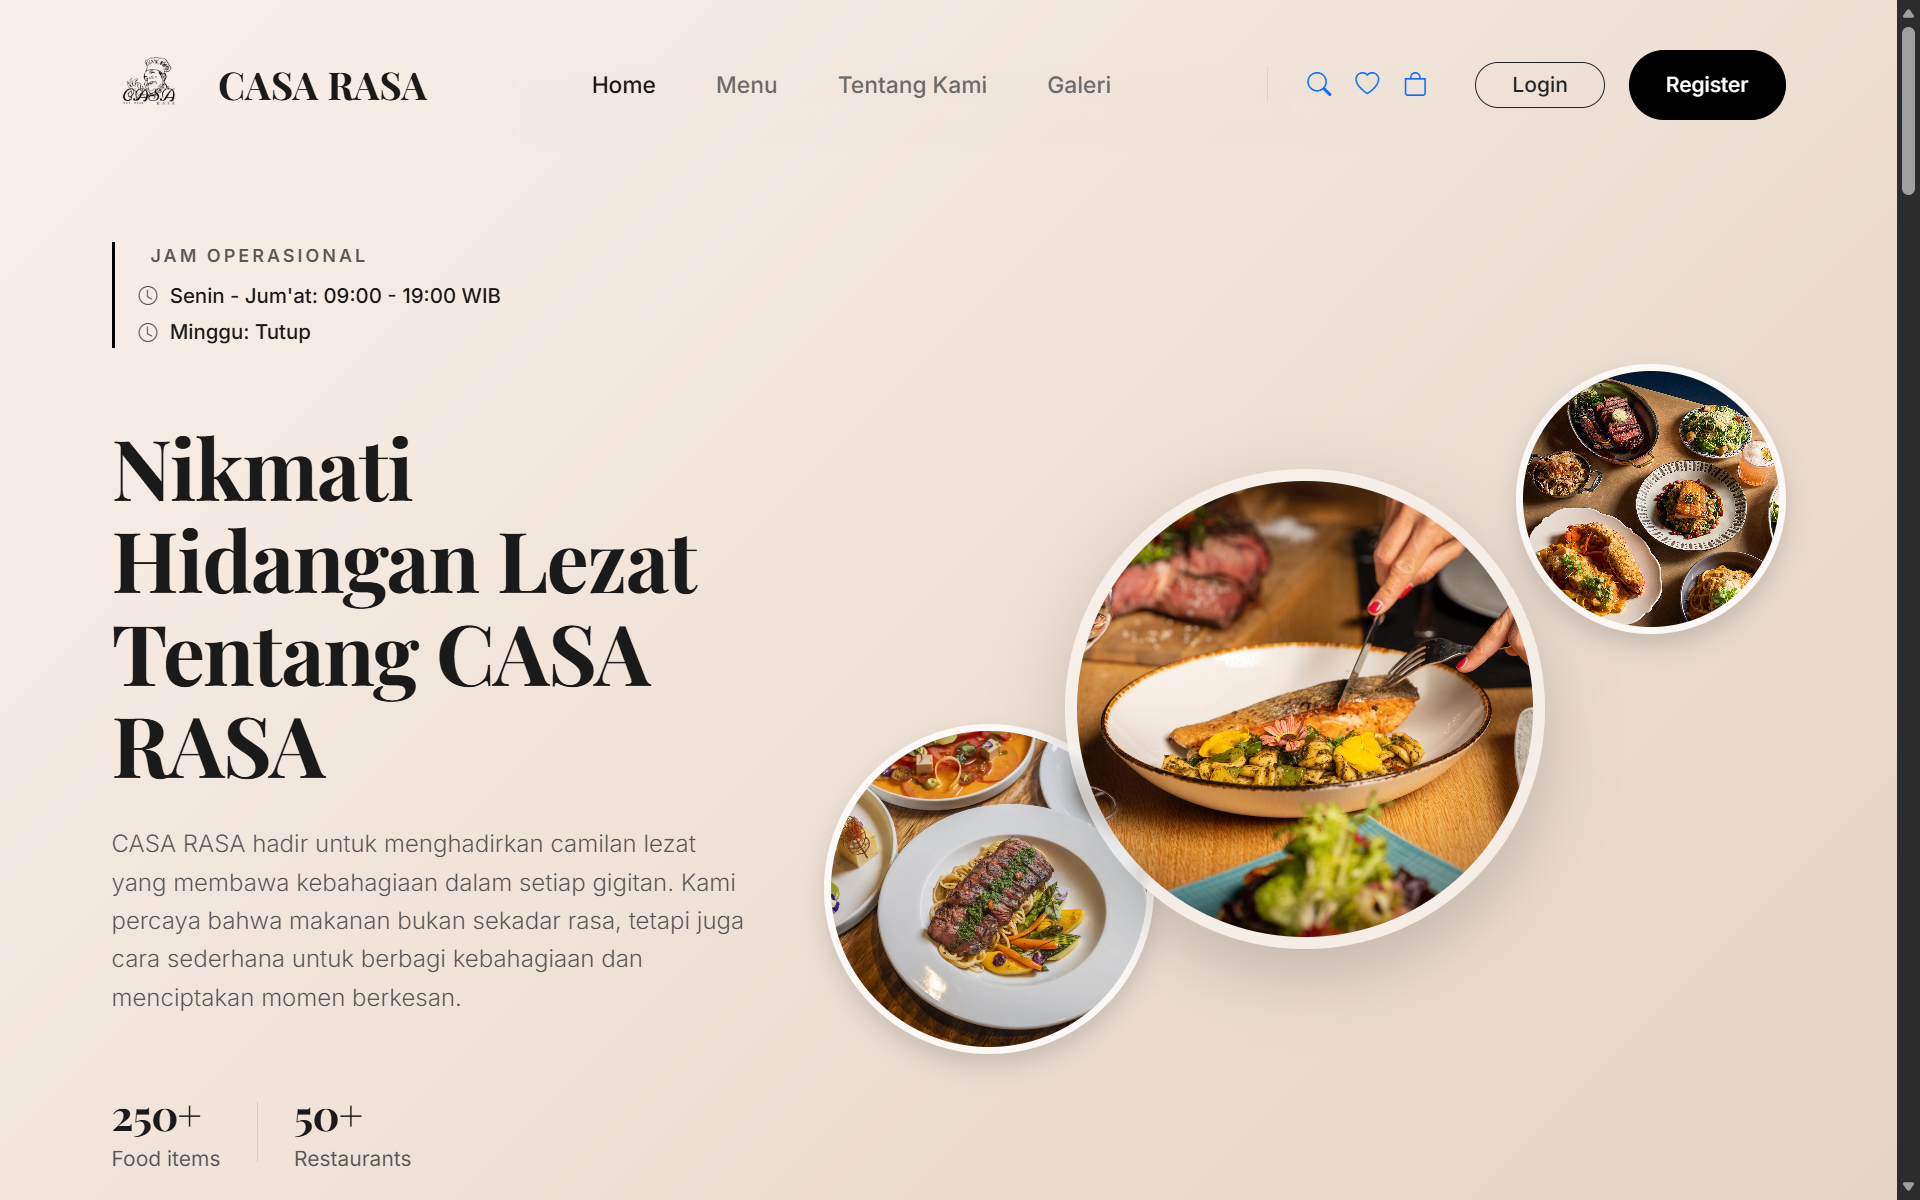 CASA
CASA RASA
Home
Menu
Tentang Kami
Galeri
Login
Register
JAM OPERASIONAL
Senin - Jum'at: 09:00 - 19:00 WIB
Minggu: Tutup
Nikmati
Hidangan Lezat
Tentang CASA
RASA
CASA RASA hadir untuk menghadirkan camilan lezat
yang membawa kebahagiaan dalam setiap gigitan. Kami
percaya bahwa makanan bukan sekadar rasa, tetapi juga
cara sederhana untuk berbagi kebahagiaan dan
menciptakan momen berkesan.
250+
Food items
50+
Restaurants